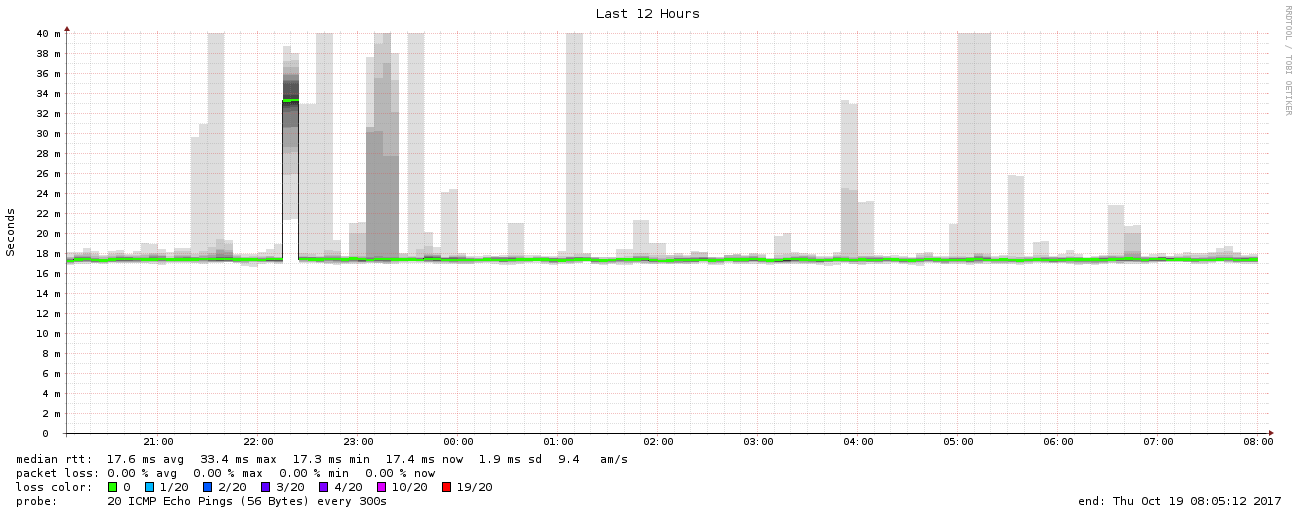 Last 12 Hours
RRDTOOL / TOBI OETIKER
Seconds
40 m
38 m
36 m
34 m
32 m
30 m
28 m
26 m
24 m
22 m
20 m
18 m
16 m
14 m
12 m
10 m
8 m
6 m
4 m
2 m
0
21:00 22:00 23:00 00:00 01:00 02:00 03:00 04:00 05:00 06:00 07:00 08:00
median rtt: 17.6 ms avg 33.4 ms max 17.3 ms min 17.4 ms now 1.9 ms sd 9.4 am/s
packet loss: 0.00 % avg 0.00 % max 0.00 % min 0.00 % now
loss color: 0 1/20 2/20 3/20 4/20 10/20 19/20
probe: 20 ICMP Echo Pings (56 Bytes) every 300s end: Thu Oct 19 08:05:12 2017